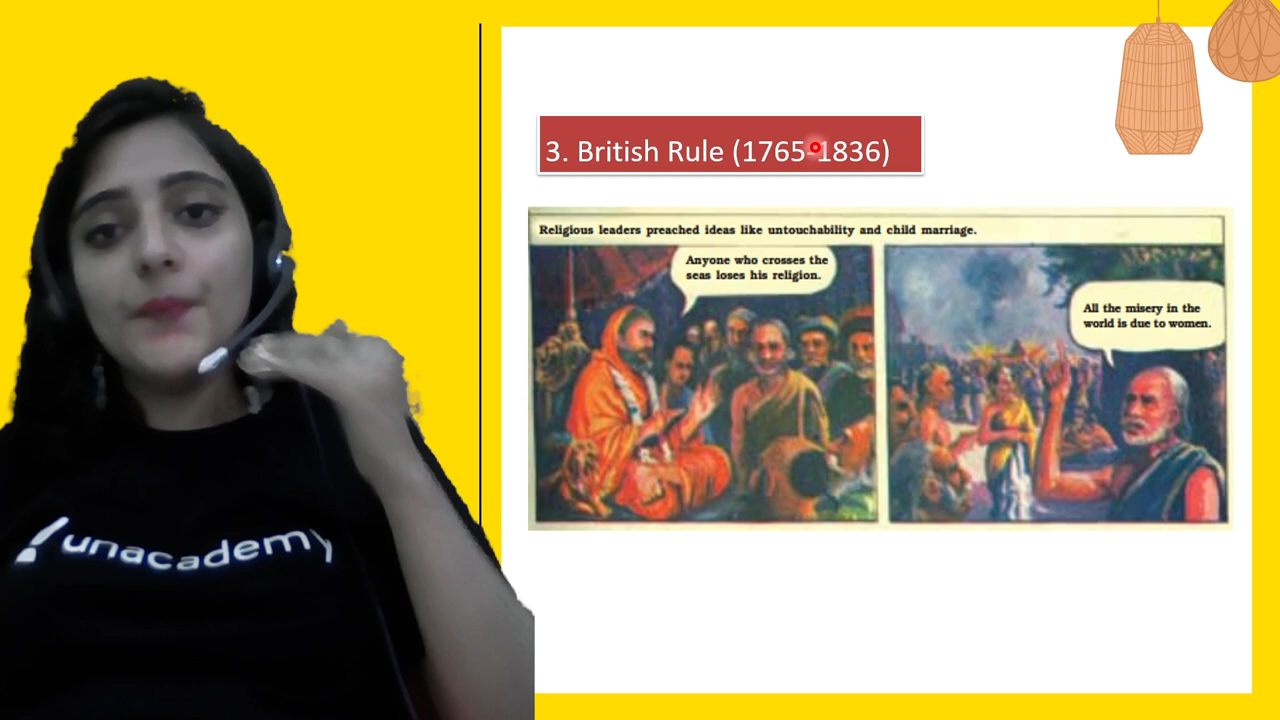 3. British Rule (1765-1836)
Religious leaders preached ideas like untouchability and child marriage.
Anyone who crosses the
seas loses his religion.
All the misery in the
world is due to women.
unacademy